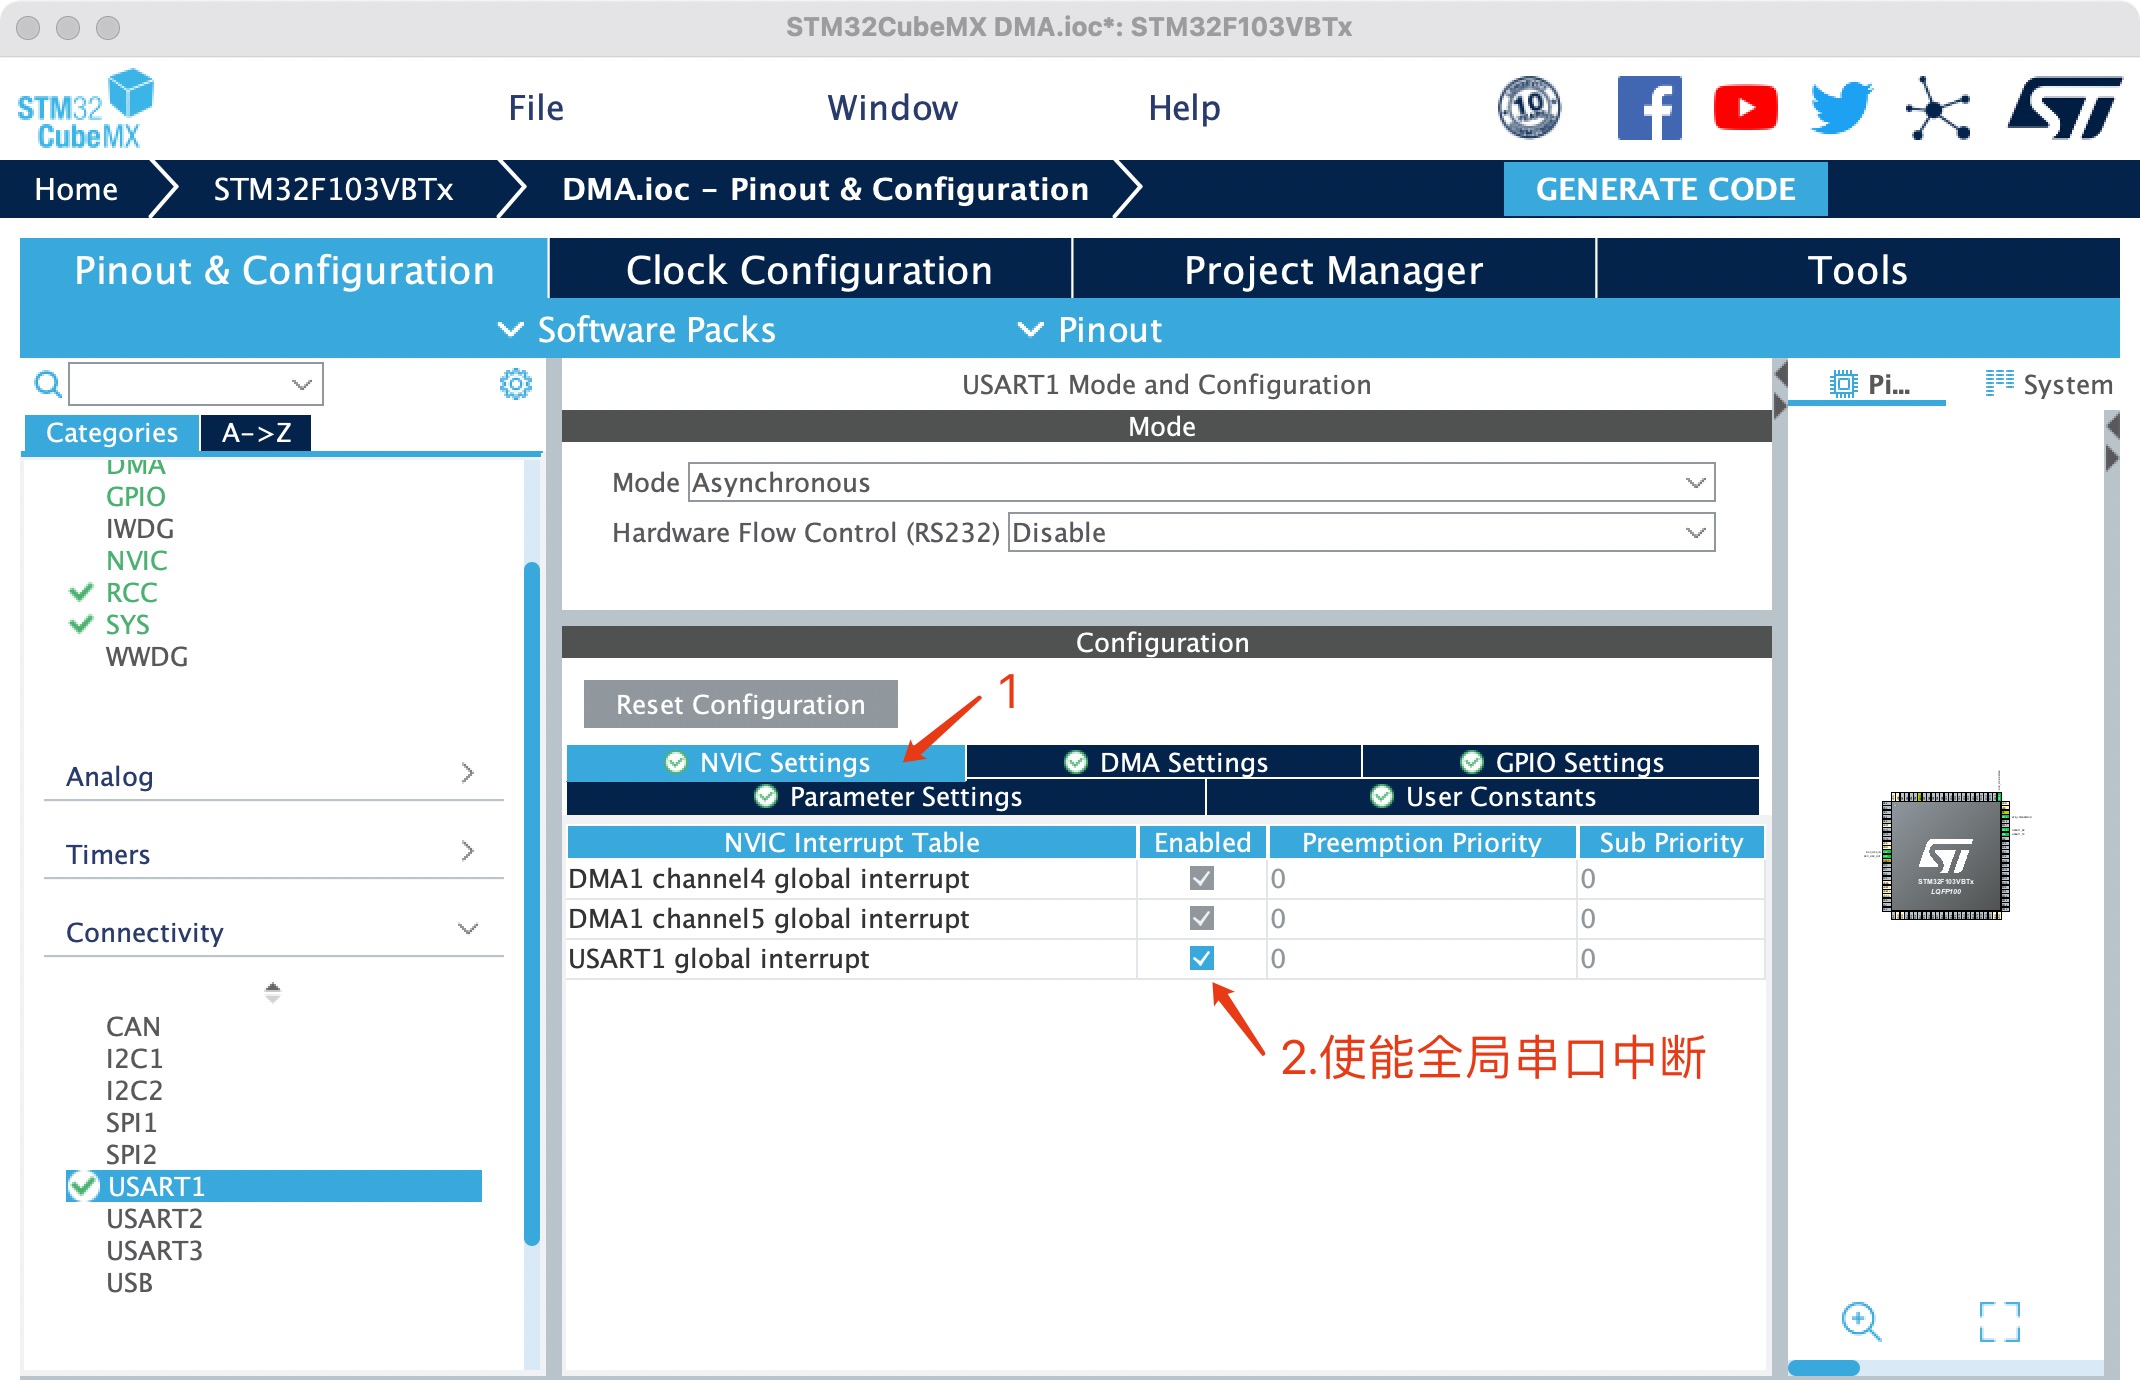 STM32CubeMX DMA.ioc*: STM32F103VBTx
STM32
CubeMX
File
Window
Help
10
ST
Home
STM32F103VBTx
DMA.ioc – Pinout & Configuration
GENERATE CODE
Pinout & Configuration
Clock Configuration
Project Manager
Tools
Software Packs
Pinout
Categories
A->Z
DMA
GPIO
IWDG
NVIC
RCC
SYS
WWDG
Analog
Timers
Connectivity
CAN
I2C1
I2C2
SPI1
SPI2
USART1
USART2
USART3
USB
USART1 Mode and Configuration
Mode
Mode Asynchronous
Hardware Flow Control (RS232) Disable
Configuration
Reset Configuration
1
NVIC Settings
DMA Settings
GPIO Settings
Parameter Settings
User Constants
NVIC Interrupt Table Enabled Preemption Priority Sub Priority
DMA1 channel4 global interrupt 0 0
DMA1 channel5 global interrupt 0 0
USART1 global interrupt 0 0
2.使能全局串口中断
Pi...
System
ST
STM32F103VBTx
LQFP100